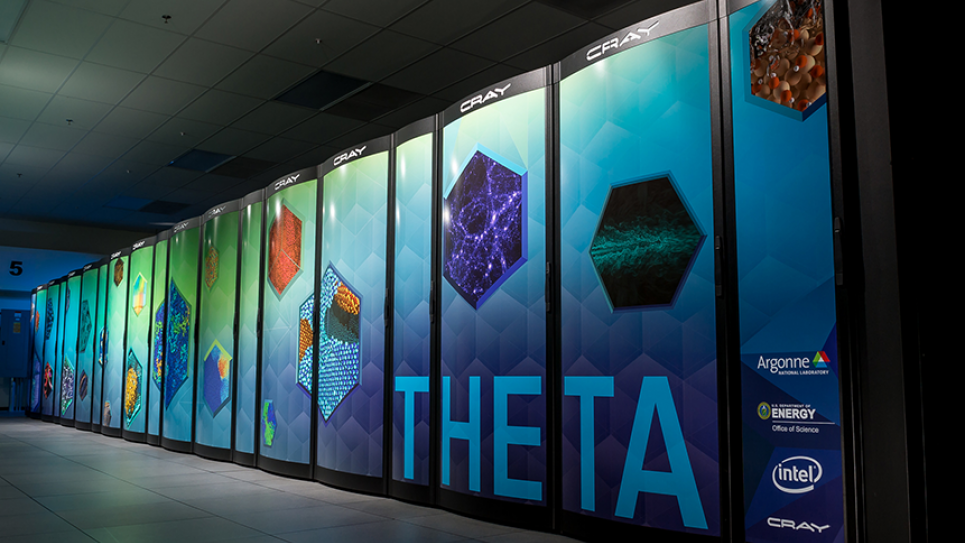 CRAY
CRAY
CRAY
CRAY
CRAY
5
THETA
Argonne
NATIONAL LABORATORY
U.S. DEPARTMENT OF
ENERGY
Office of Science
intel
CRAY